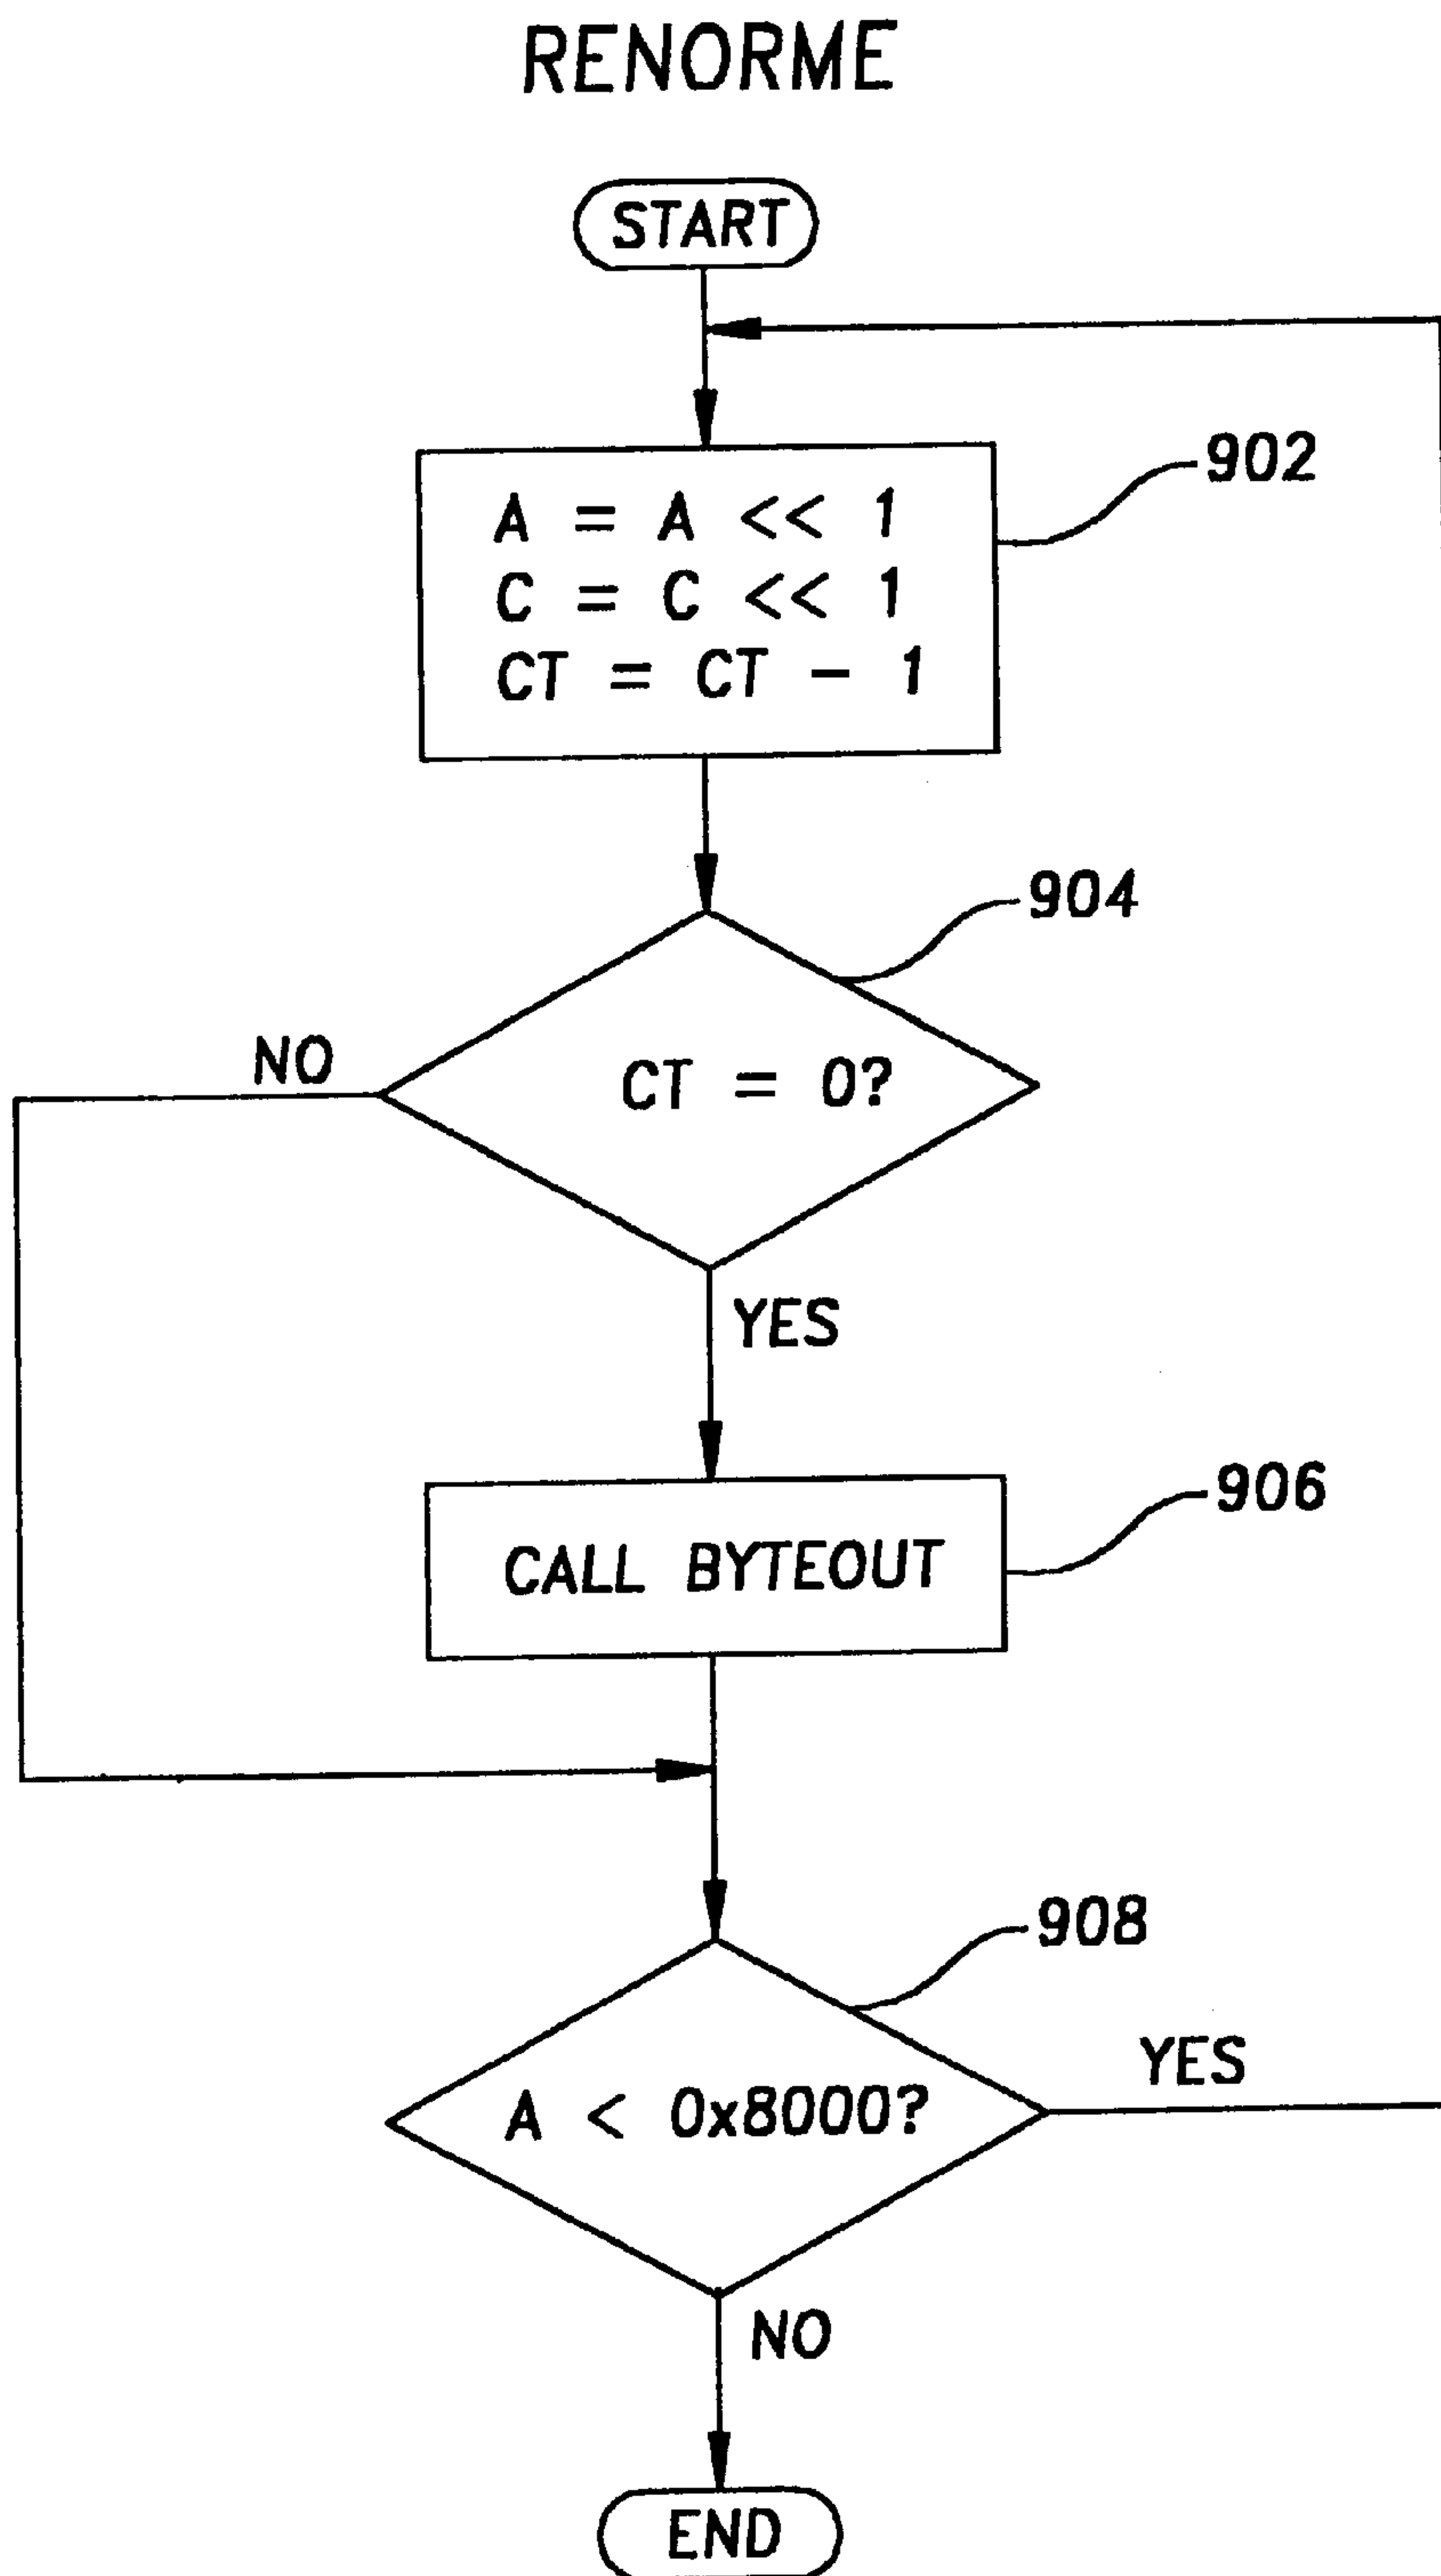 RENORME
START
902
A = A << 1
C = C << 1
CT = CT - 1
904
NO
CT = 0?
YES
906
CALL BYTEOUT
908
YES
A < 0x8000?
NO
END